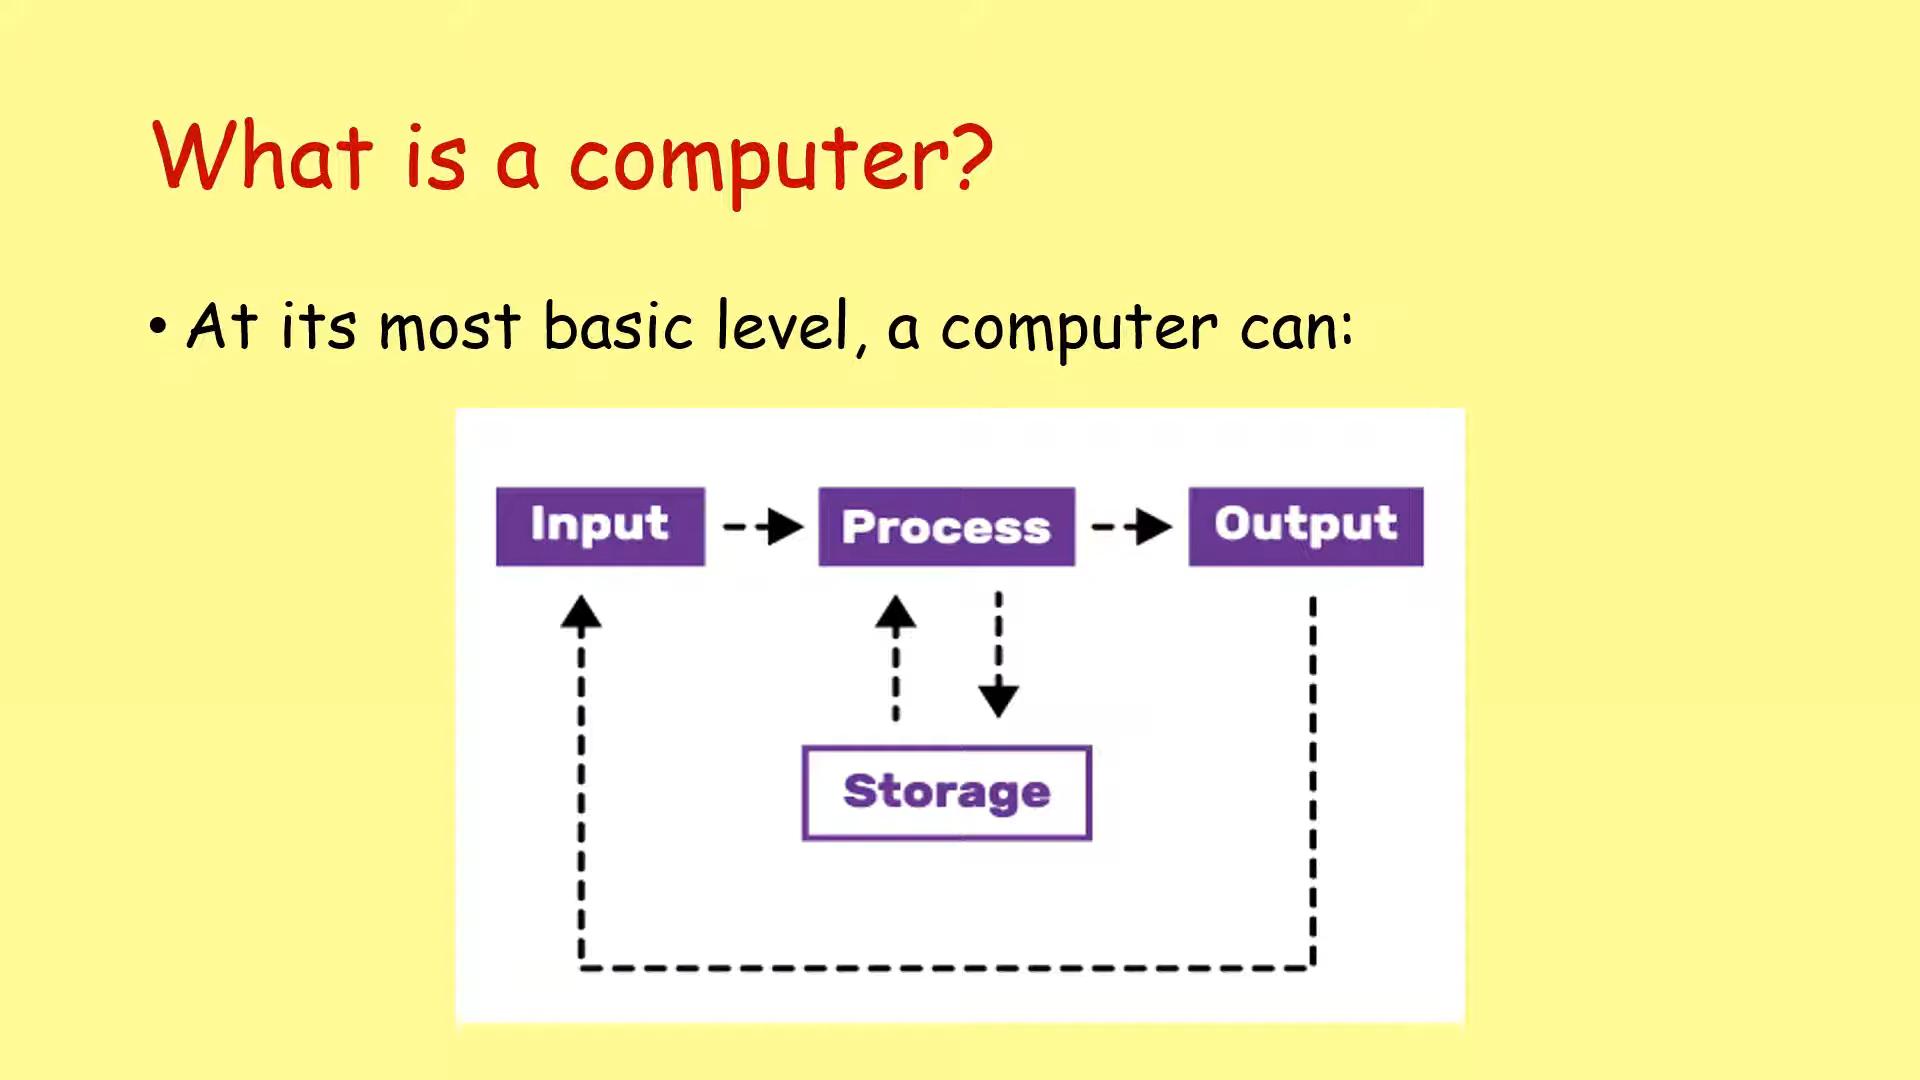 What is a computer?
• At its most basic level, a computer can:
Input
Process
Output
Storage